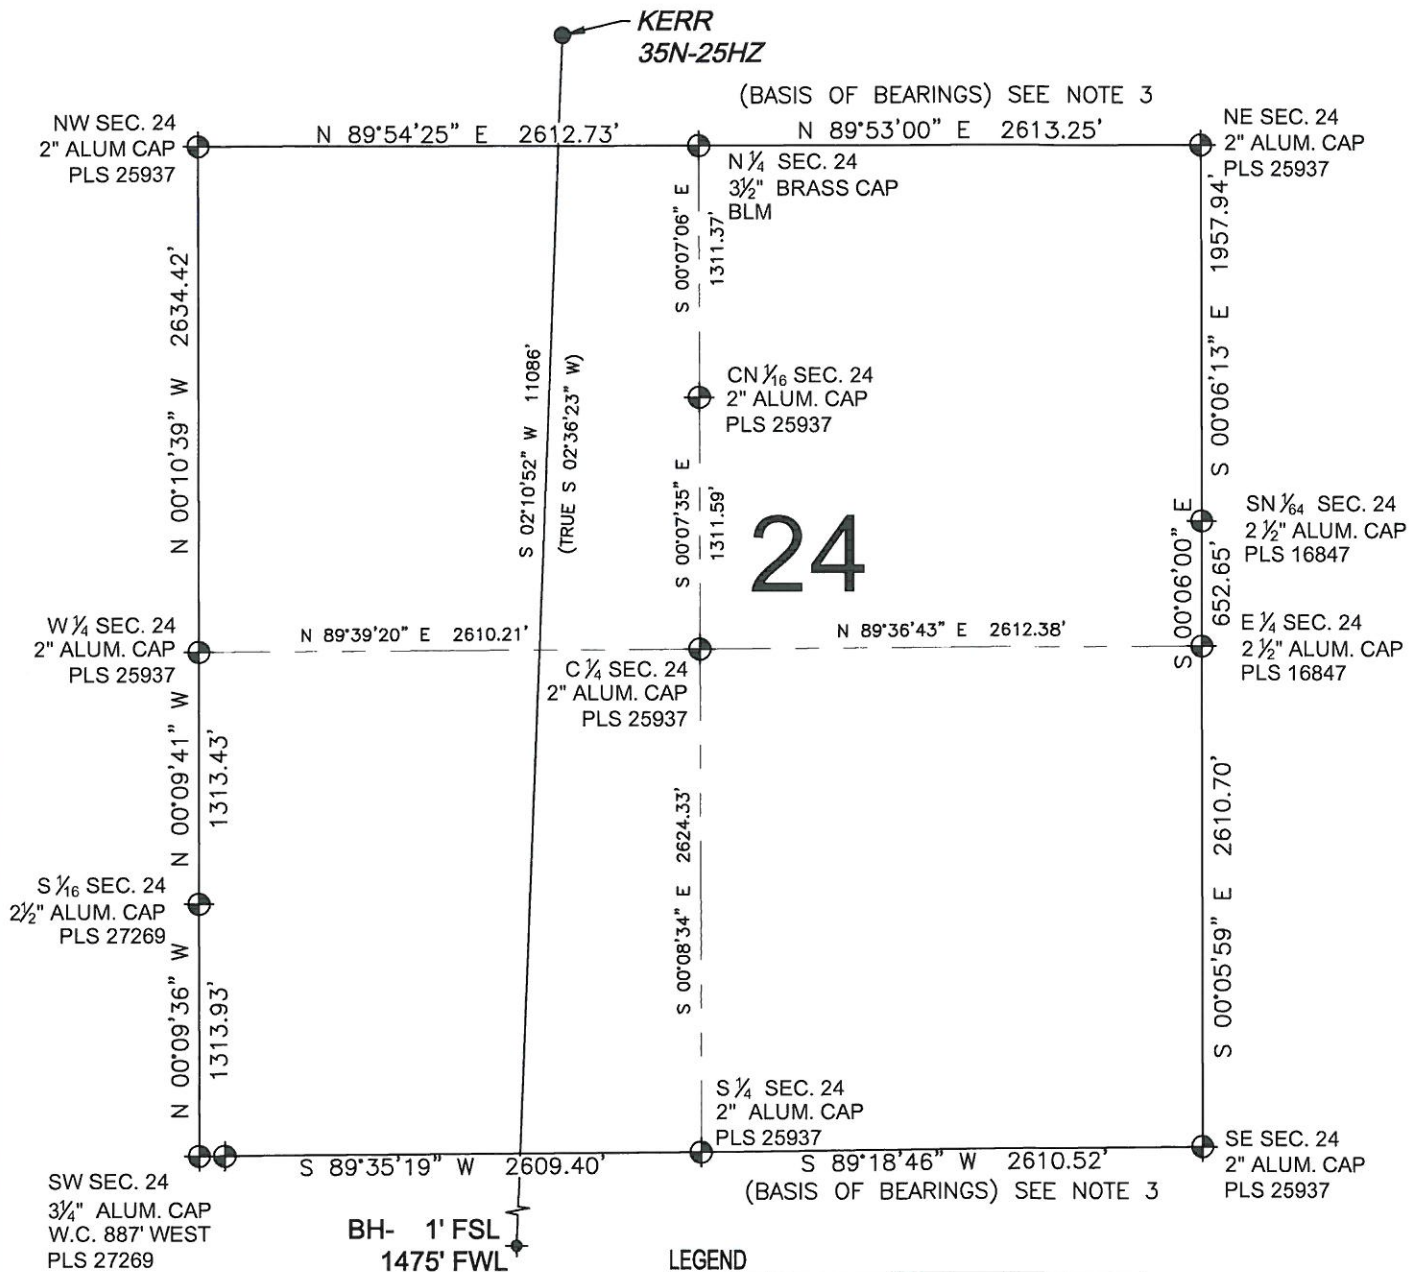 KERR
35N-25HZ
(BASIS OF BEARINGS) SEE NOTE 3
NW SEC. 24
2" ALUM CAP
PLS 25937
N 89°54'25" E 2612.73'
N 89°53'00" E 2613.25'
NE SEC. 24
2" ALUM. CAP
PLS 25937
N 1/4 SEC. 24
3½" BRASS CAP
BLM
N 00°10'39" W 2634.42'
S 02°10'52" W 11086'
(TRUE S 02°36'23" W)
S 00°07'06" E
1311.37'
S 00°06'13" E 1957.94'
CN 1/16 SEC. 24
2" ALUM. CAP
PLS 25937
S 00°07'35" E
1311.59'
24
SN 1/64 SEC. 24
2 ½" ALUM. CAP
PLS 16847
S 00°06'00" E
652.65'
W 1/4 SEC. 24
2" ALUM. CAP
PLS 25937
N 89°39'20" E 2610.21'
N 89°36'43" E 2612.38'
E 1/4 SEC. 24
2 ½" ALUM. CAP
PLS 16847
C 1/4 SEC. 24
2" ALUM. CAP
PLS 25937
N 00°09'41" W
1313.43'
S 00°08'34" E 2624.33'
S 00°05'59" E 2610.70'
S 1/16 SEC. 24
2½" ALUM. CAP
PLS 27269
N 00°09'36" W
1313.93'
S 1/4 SEC. 24
2" ALUM. CAP
PLS 25937
S 89°35'19" W 2609.40'
S 89°18'46" W 2610.52'
(BASIS OF BEARINGS) SEE NOTE 3
SE SEC. 24
2" ALUM. CAP
PLS 25937
SW SEC. 24
3¼" ALUM. CAP
W.C. 887' WEST
PLS 27269
BH- 1' FSL
1475' FWL
LEGEND